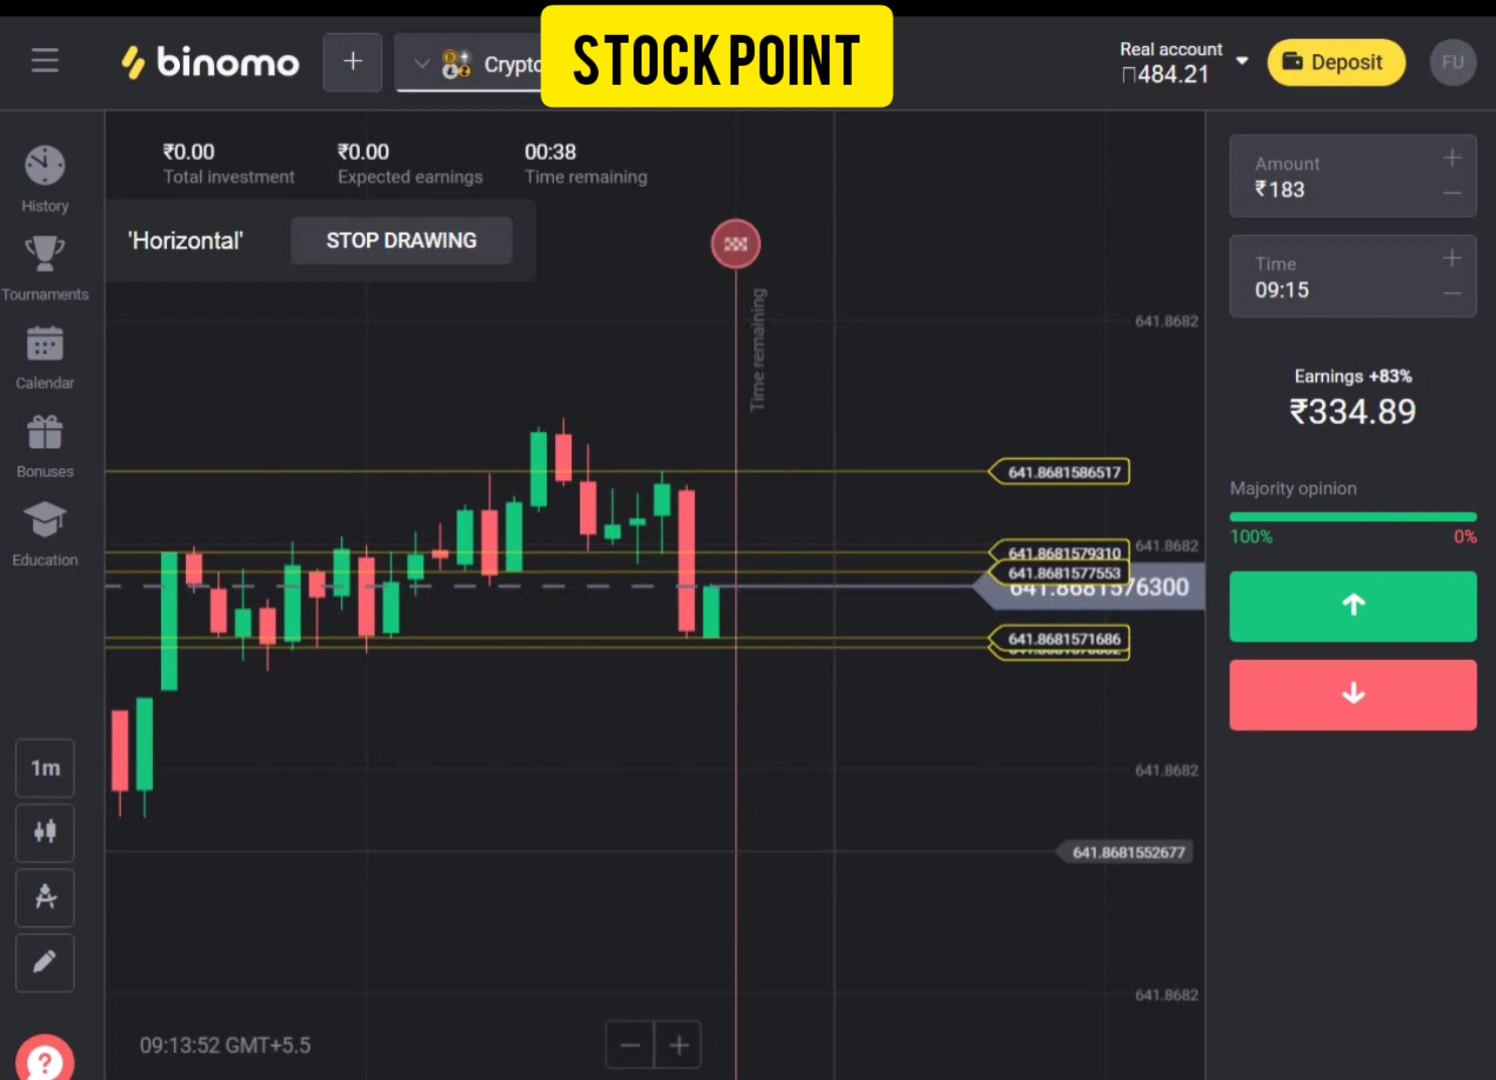 STOCK POINT
binomo
+
Crypto
Real account
484.21
Deposit
FU
₹0.00
Total investment
₹0.00
Expected earnings
00:38
Time remaining
'Horizontal'
STOP DRAWING
Time remaining
History
Tournaments
Calendar
Bonuses
Education
1m
641.8682
641.8681586517
641.8681579310
641.8682
641.8681577553
641.8681576300
641.8681571686
641.8682
641.8681552677
641.8682
Amount
₹183
Time
09:15
Earnings +83%
₹334.89
Majority opinion
100%
0%
09:13:52 GMT+5.5
− +
?